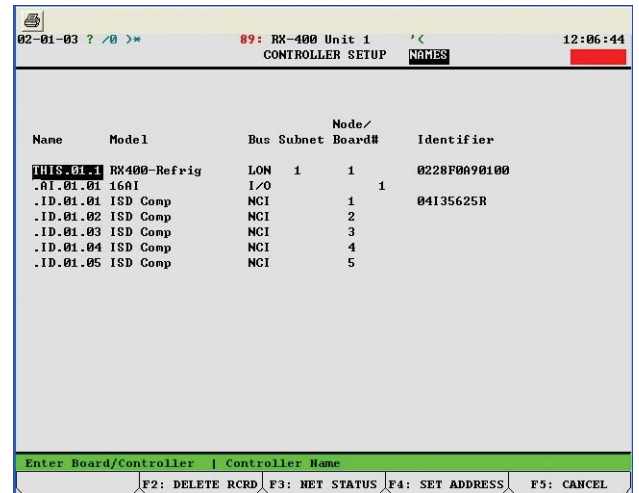 02-01-03 ? /0 >* 89: RX-400 Unit 1 '< 12:06:44
CONTROLLER SETUP NAMES
Node/
Name Model Bus Subnet Board# Identifier
THIS.01.1 RX400-Refrig LON 1 1 0228F0A90100
.AI.01.01 16AI I/O 1
.ID.01.01 ISD Comp NCI 1 04I35625R
.ID.01.02 ISD Comp NCI 2
.ID.01.03 ISD Comp NCI 3
.ID.01.04 ISD Comp NCI 4
.ID.01.05 ISD Comp NCI 5
Enter Board/Controller | Controller Name
F2: DELETE RCRD F3: NET STATUS F4: SET ADDRESS F5: CANCEL